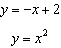 y = −x + 2
y = x²